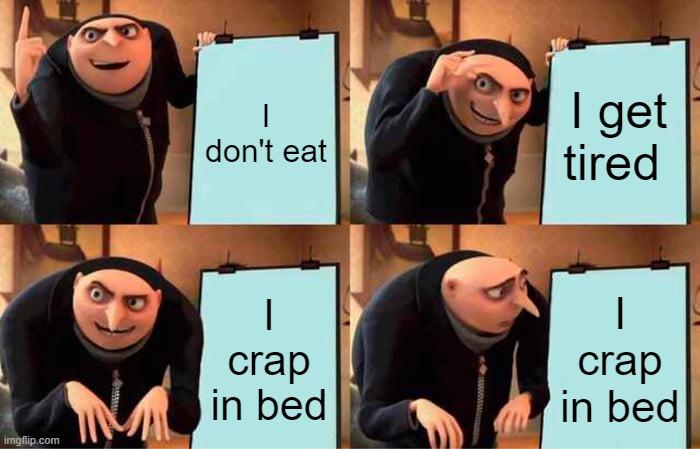 I
don't eat
I get
tired
I
crap
in bed
I
crap
in bed
imgflip.com